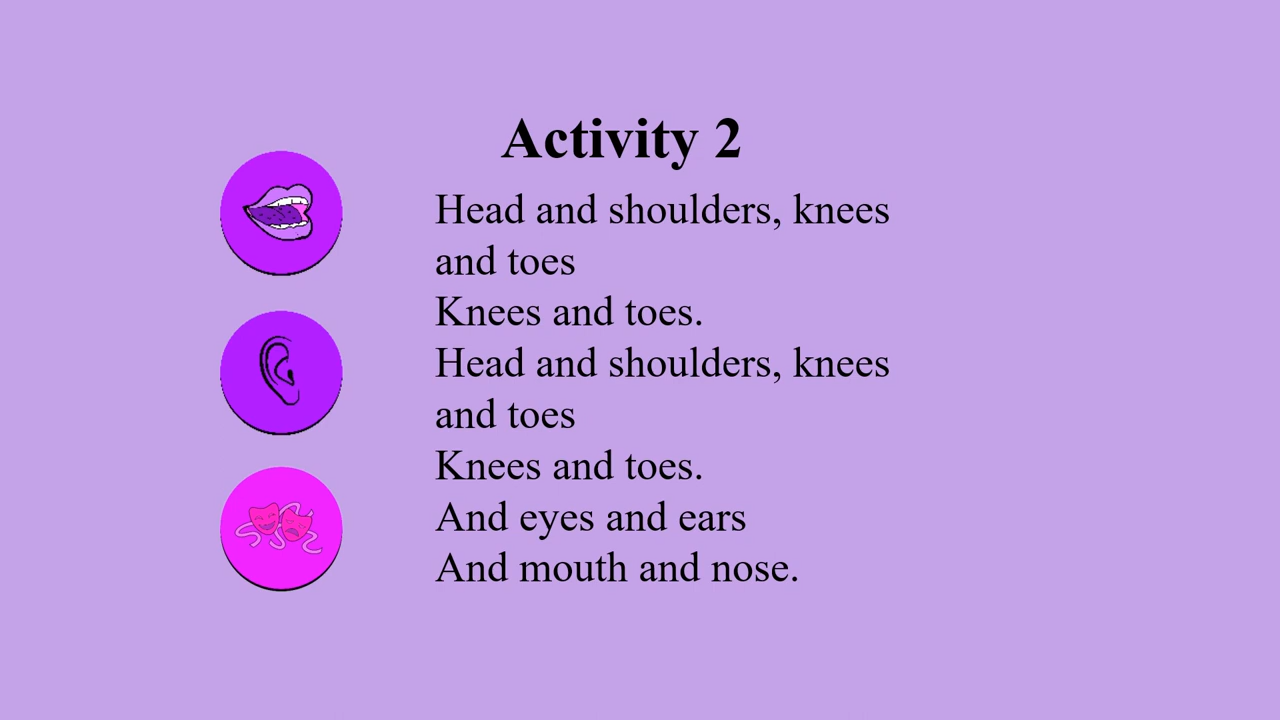 Activity 2
Head and shoulders, knees
and toes
Knees and toes.
Head and shoulders, knees
and toes
Knees and toes.
And eyes and ears
And mouth and nose.